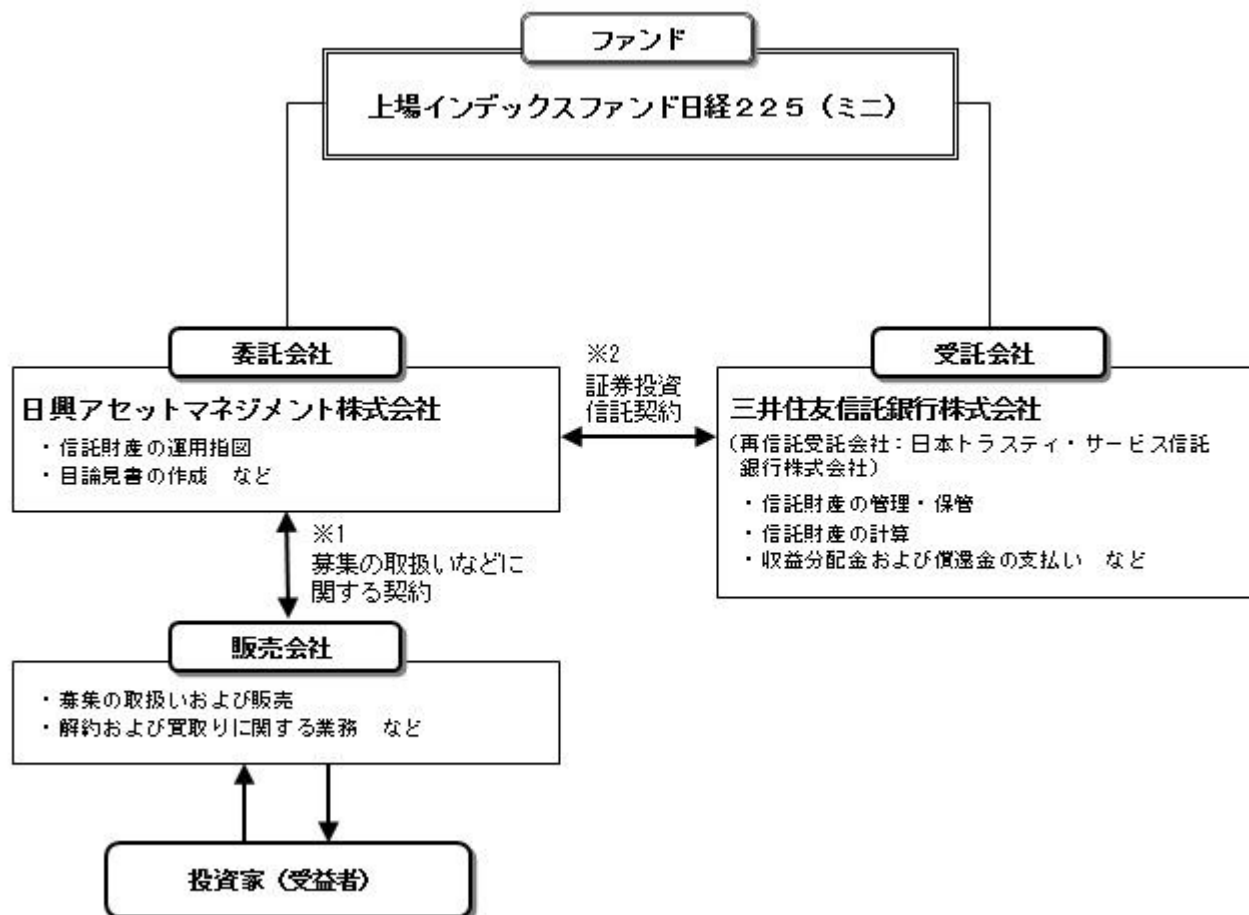 ファンド
上場インデックスファンド日経225(ミニ)
委託会社
日興アセットマネジメント株式会社
・信託財産の運用指図
・目論見書の作成 など
※2
証券投資
信託契約
受託会社
三井住友信託銀行株式会社
(再信託受託会社:日本トラスティ・サービス信託
銀行株式会社)
・信託財産の管理・保管
・信託財産の計算
・収益分配金および償還金の支払い など
※1
募集の取扱いなどに
関する契約
販売会社
・募集の取扱いおよび販売
・解約および買取りに関する業務 など
投資家(受益者)